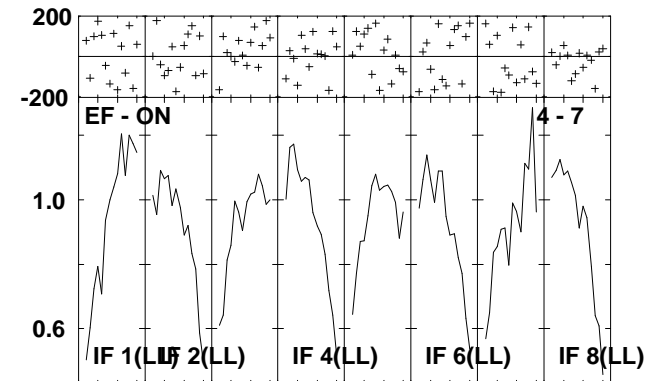 200
-200
EF - ON 4 - 7
1.0
0.6
IF 1(LL) IF 2(LL) IF 4(LL) IF 6(LL) IF 8(LL)